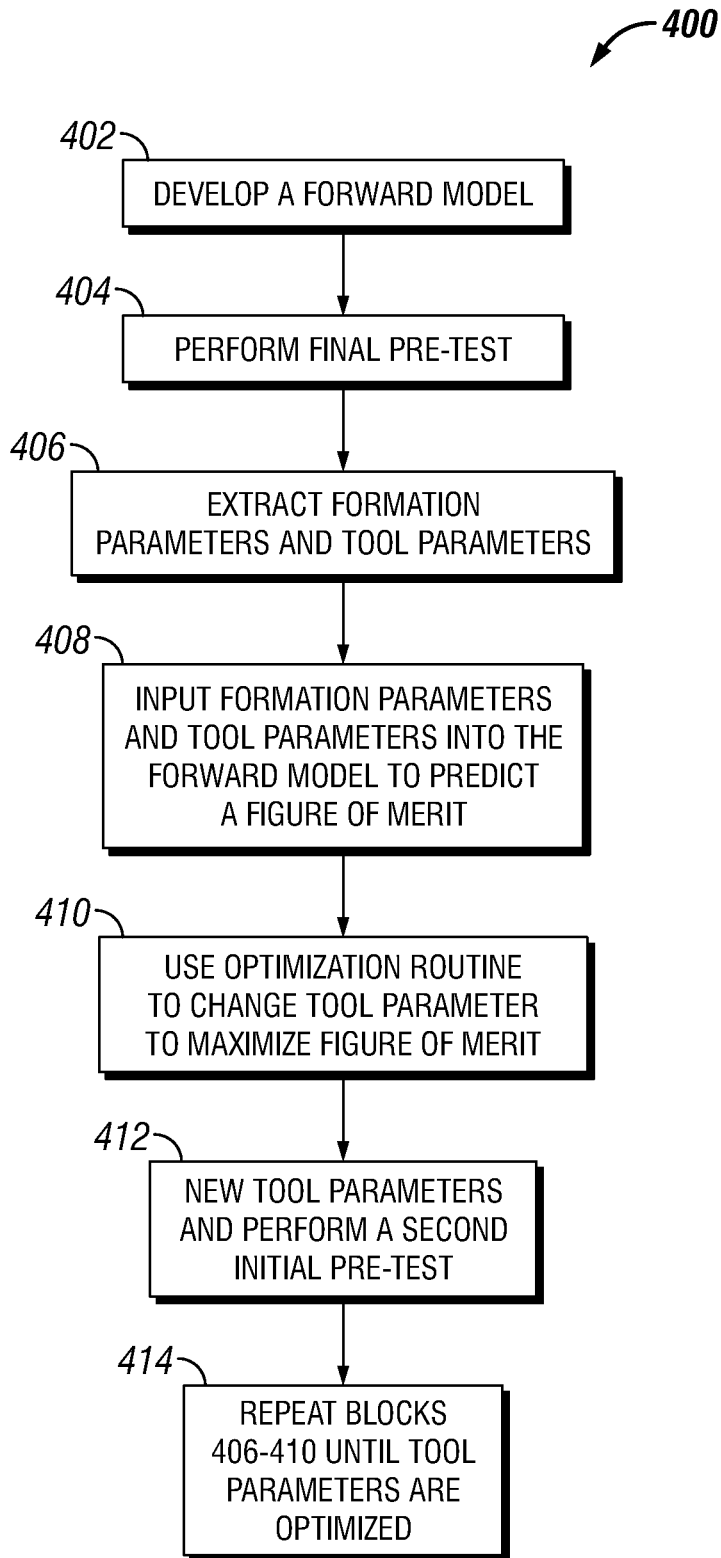 400
402
DEVELOP A FORWARD MODEL
404
PERFORM FINAL PRE-TEST
406
EXTRACT FORMATION
PARAMETERS AND TOOL PARAMETERS
408
INPUT FORMATION PARAMETERS
AND TOOL PARAMETERS INTO THE
FORWARD MODEL TO PREDICT
A FIGURE OF MERIT
410
USE OPTIMIZATION ROUTINE
TO CHANGE TOOL PARAMETER
TO MAXIMIZE FIGURE OF MERIT
412
NEW TOOL PARAMETERS
AND PERFORM A SECOND
INITIAL PRE-TEST
414
REPEAT BLOCKS
406-410 UNTIL TOOL
PARAMETERS ARE
OPTIMIZED